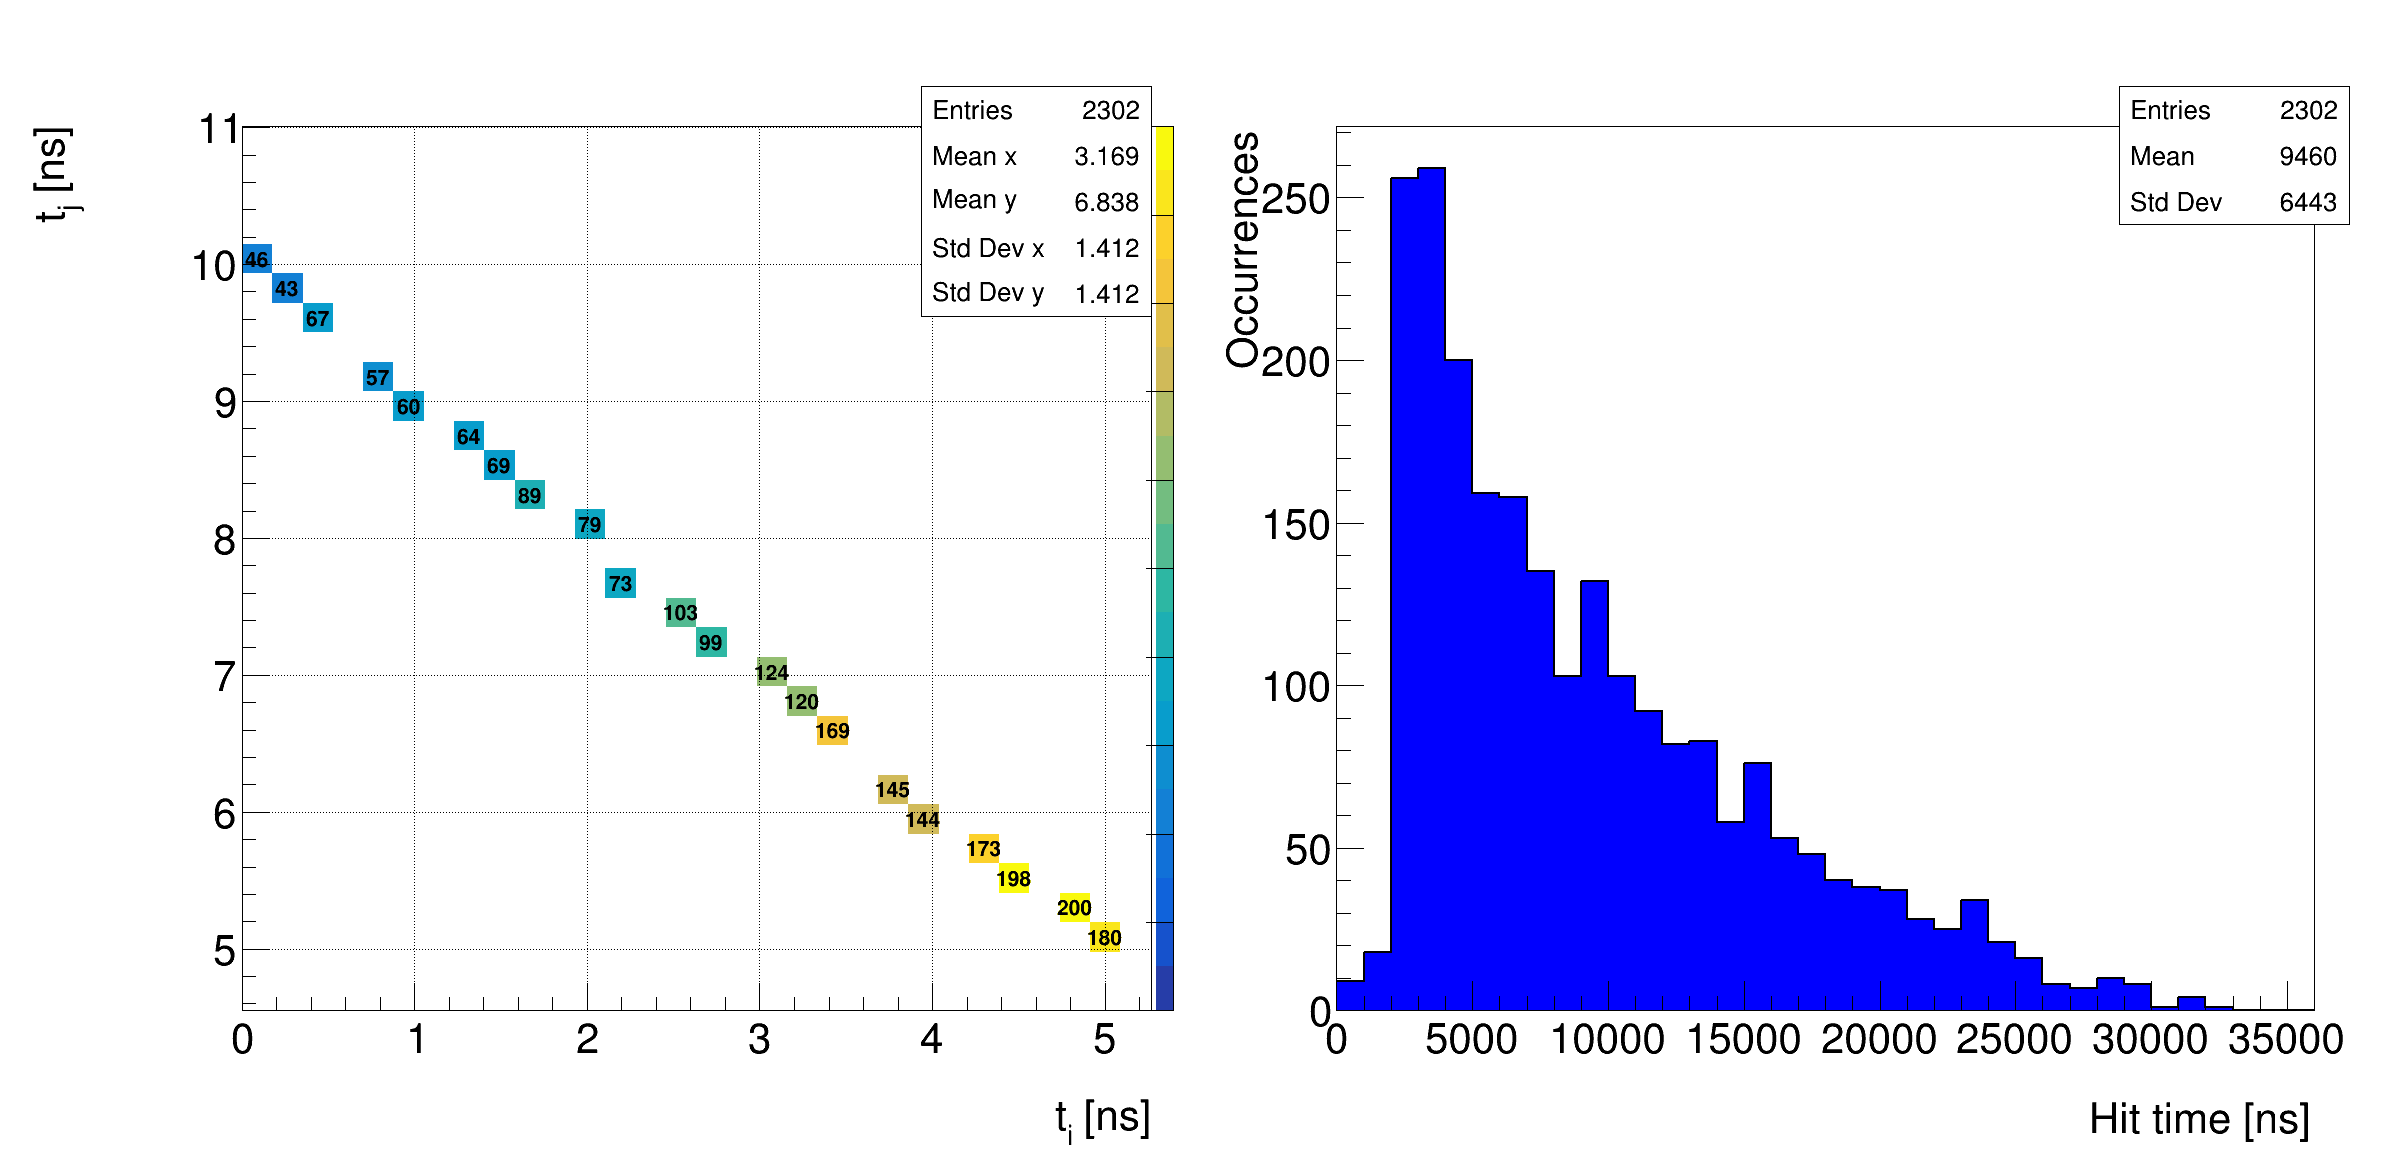 t_j [ns]
11
10
9
8
7
6
5
0 1 2 3 4 5
t_i [ns]
Entries 2302
Mean x 3.169
Mean y 6.838
Std Dev x 1.412
Std Dev y 1.412
46
43
67
57
60
64
69
89
79
73
103
99
124
120
169
145
144
173
198
200
180
Occurrences
250
200
150
100
50
0
0 5000 10000 15000 20000 25000 30000 35000
Hit time [ns]
Entries 2302
Mean 9460
Std Dev 6443